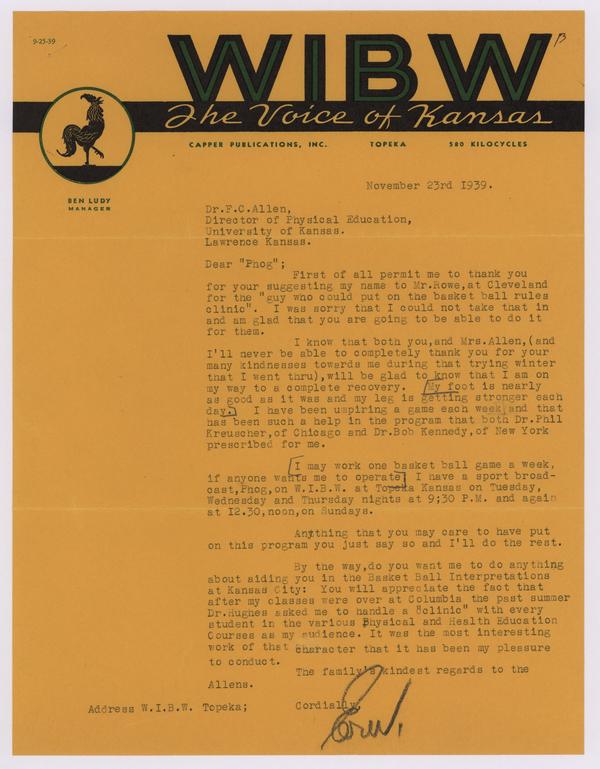 9-25-39
WIBW
The Voice of Kansas
CAPPER PUBLICATIONS, INC. TOPEKA 580 KILOCYCLES
BEN LUDY
MANAGER
November 23rd 1939.
Dr.F.C.Allen,
Director of Physical Education,
University of Kansas.
Lawrence Kansas.
Dear "Phog";
First of all permit me to thank you
for your suggesting my name to Mr.Rowe,at Cleveland
for the "guy who could put on the basket ball rules
clinic". I was sorry that I could not take that in
and am glad that you are going to be able to do it
for them.
I know that both you,and Mrs.Allen,(and
I'll never be able to completely thank you for your
many kindnesses towards me during that trying winter
that I went thru),will be glad to know that I am on
my way to a complete recovery. My foot is nearly
as good as it was and my leg is getting stronger each
day. I have been umpiring a game each week,and that
has been such a help in the program that both Dr.Phil
Kreuscher,of Chicago and Dr.Bob Kennedy,of New York
prescribed for me.
I may work one basket ball game a week,
if anyone wants me to operate. I have a sport broad-
cast,Phog,on W.I.B.W. at Topeka Kansas on Tuesday,
Wednesday and Thursday nights at 9;30 P.M. and again
at I2.30,noon,on Sundays.
Anything that you may care to have put
on this program you just say so and I'll do the rest.
By the way,do you want me to do anything
about aiding you in the Basket Ball Interpretations
at Kansas City: You will appreciate the fact that
after my classes were over at Columbia the past summer
Dr.Hughes asked me to handle a "clinic" with every
student in the various Physical and Health Education
Courses as my audience. It was the most interesting
work of that character that it has been my pleasure
to conduct.
The family's kindest regards to the
Allens.
Address W.I.B.W. Topeka; Cordially,